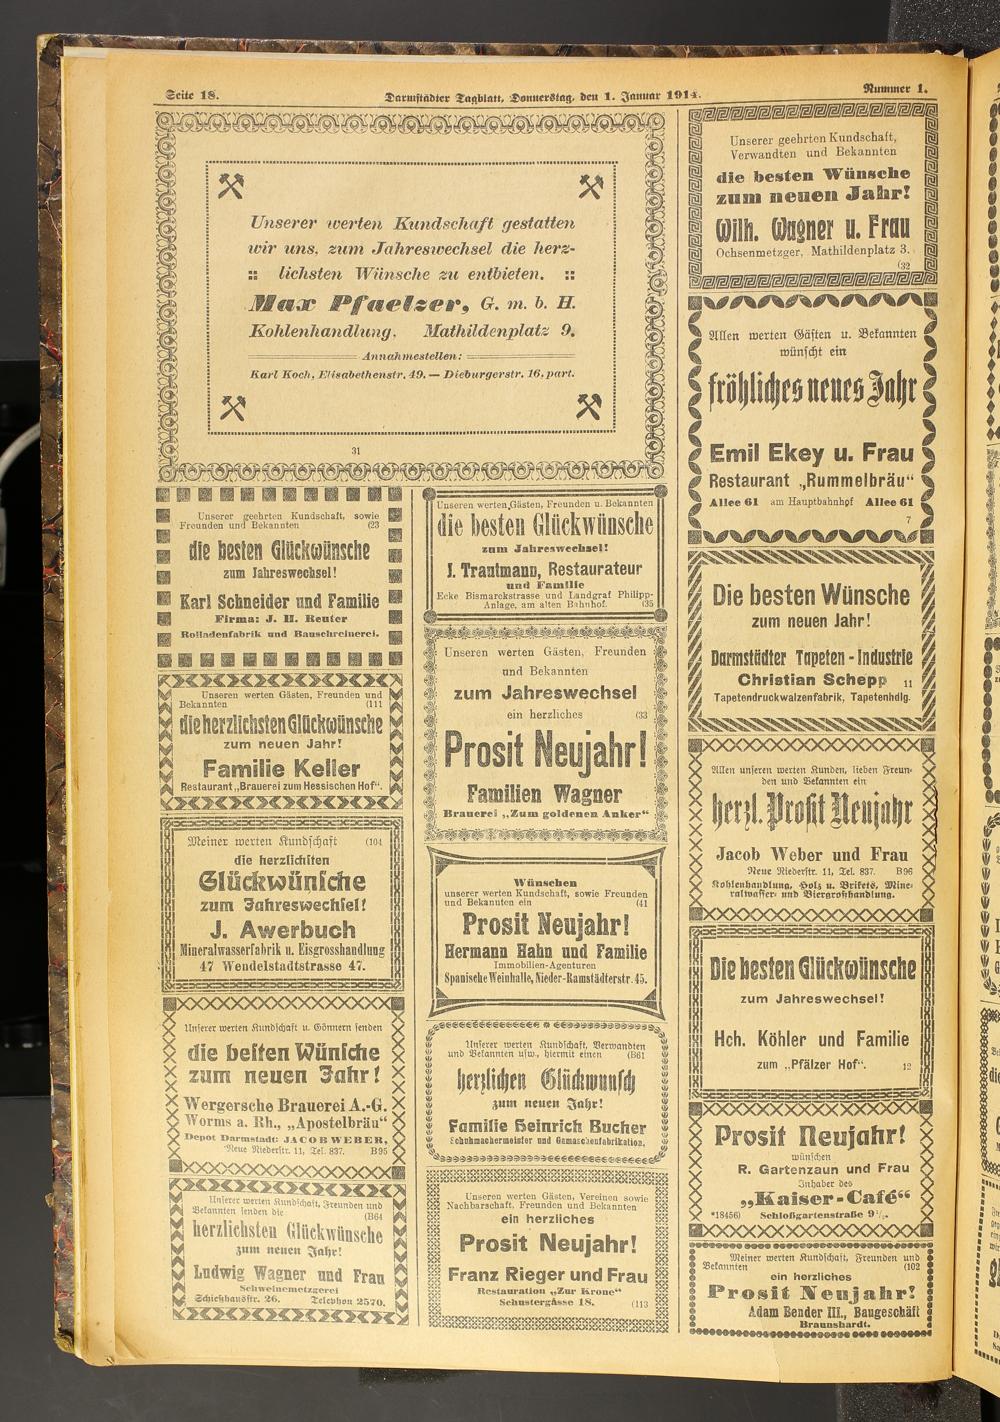 Seite 18.
Darmstädter Tagblatt, Donnerstag, den 1. Januar 1914.
Nummer 1.
Unserer werten Kundschaft gestatten
wir uns, zum Jahreswechsel die herz-
:: lichsten Wünsche zu entbieten. ::
Max Pfaelzer, G. m. b. H.
Kohlenhandlung, Mathildenplatz 9.
Annahmestellen:
Karl Koch, Elisabethenstr. 49. — Dieburgerstr. 16, part.
31
Unserer geehrten Kundschaft, sowie
Freunden und Bekannten (23
die besten Glückwünsche
zum Jahreswechsel!
Karl Schneider und Familie
Firma: J. H. Reuter
Rolladenfabrik und Bauschreinerei.
Unseren werten Gästen, Freunden und
Bekannten (111
die herzlichsten Glückwünsche
zum neuen Jahr!
Familie Keller
Restaurant „Brauerei zum Hessischen Hof“.
Meiner werten Kundschaft (104
die herzlichsten
Glückwünsche
zum Jahreswechsel!
J. Awerbuch
Mineralwasserfabrik u. Eisgrosshandlung
47 Wendelstadtstrasse 47.
Unserer werten Kundschaft u. Gönnern senden
die besten Wünsche
zum neuen Jahr!
Wergersche Brauerei A.-G.
Worms a. Rh., „Apostelbräu“
Depot Darmstadt: JACOB WEBER,
Neue Niederstr. 11, Tel. 837. B95
Unserer werten Kundschaft, Freunden und
Bekannten senden die (B64
herzlichsten Glückwünsche
zum neuen Jahr!
Ludwig Wagner und Frau
Schweinemetzgerei
Schießhausstr. 26. Telephon 2570.
Unseren werten Gästen, Freunden u. Bekannten
die besten Glückwünsche
zum Jahreswechsel!
J. Trautmann, Restaurateur
und Familie
Ecke Bismarckstrasse und Landgraf Philipp-
Anlage, am alten Bahnhof. (35
Unseren werten Gästen, Freunden
und Bekannten
zum Jahreswechsel
ein herzliches (33
Prosit Neujahr!
Familien Wagner
Brauerei „Zum goldenen Anker“
Wünschen
unserer werten Kundschaft, sowie Freunden
und Bekannten ein (41
Prosit Neujahr!
Hermann Hahn und Familie
Immobilien-Agenturen
Spanische Weinhalle, Nieder-Ramstädterstr. 45.
Unserer werten Kundschaft, Verwandten
und Bekannten usw., hiermit einen (B61
herzlichen Glückwunsch
zum neuen Jahr!
Familie Heinrich Bucher
Schuhmachermeister und Gamaschenfabrikation.
Unseren werten Gästen, Vereinen sowie
Nachbarschaft, Freunden und Bekannten
ein herzliches
Prosit Neujahr!
Franz Rieger und Frau
Restauration „Zur Krone“
Schustergasse 18. (113
Unserer geehrten Kundschaft,
Verwandten und Bekannten
die besten Wünsche
zum neuen Jahr!
Wilh. Wagner u. Frau
Ochsenmetzger, Mathildenplatz 3.
(32
Allen werten Gästen u. Bekannten
wünscht ein
fröhliches neues Jahr
Emil Ekey u. Frau
Restaurant „Rummelbräu“
Allee 61 am Hauptbahnhof Allee 61
7
Die besten Wünsche
zum neuen Jahr!
Darmstädter Tapeten-Industrie
Christian Schepp 11
Tapetendruckwalzenfabrik, Tapetenhdlg.
Allen unseren werten Kunden, lieben Freun-
den und Bekannten ein
herzl. Prosit Neujahr
Jacob Weber und Frau
Neue Niederstr. 11, Tel. 837. B96
Kohlenhandlung, Holz u. Brikets, Mine-
ralwasser- und Biergroßhandlung.
Die besten Glückwünsche
zum Jahreswechsel!
Hch. Köhler und Familie
zum „Pfälzer Hof“. 12
Prosit Neujahr!
wünschen
R. Gartenzaun und Frau
Inhaber des
„Kaiser-Café“
*18456) Schloßgartenstraße 9½.
Meiner werten Kundschaft, Freunden und
Bekannten (102
ein herzliches
Prosit Neujahr!
Adam Bender III., Baugeschäft
Braunshardt.